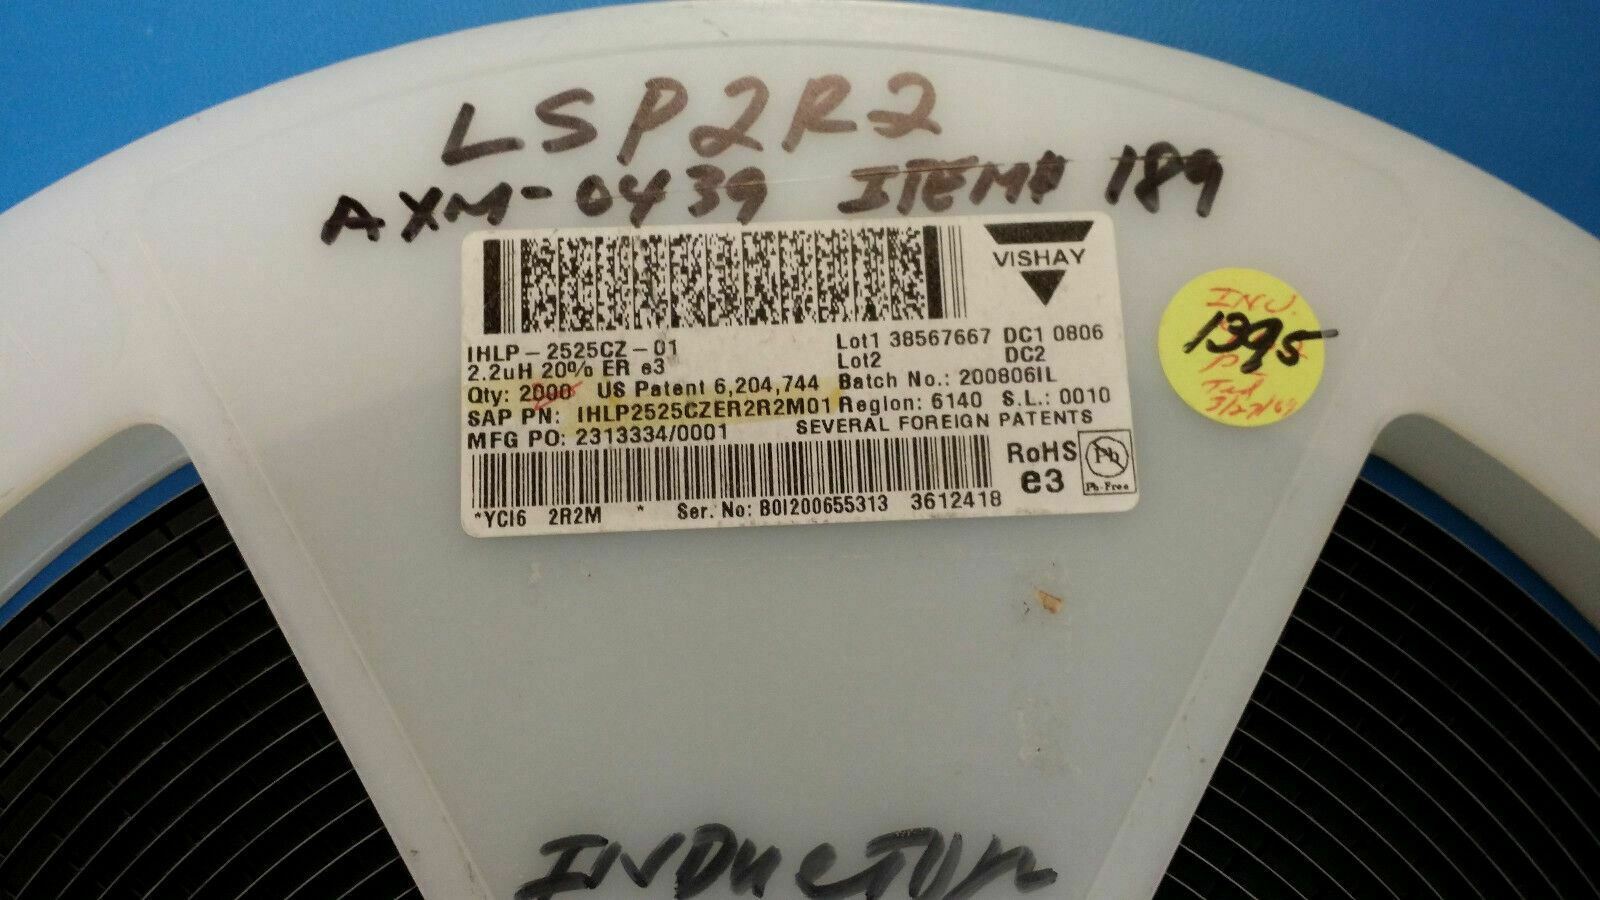 LSP2R2
AXM-0439 ITEM# 189
VISHAY
IHLP-2525CZ-01
2.2uH 20% ER e3
Qty: 2000 US Patent 6,204,744
SAP PN: IHLP2525CZER2R2M01
MFG PO: 2313334/0001
Lot1 38567667 DC1 0806
Lot2 DC2
Batch No.: 200806IL
Region: 6140 S.L.: 0010
SEVERAL FOREIGN PATENTS
RoHS
e3
Pb
Pb-Free
*YCI6 2R2M * Ser. No: B0I200655313 3612418
INV.
1395
INDUCTOR